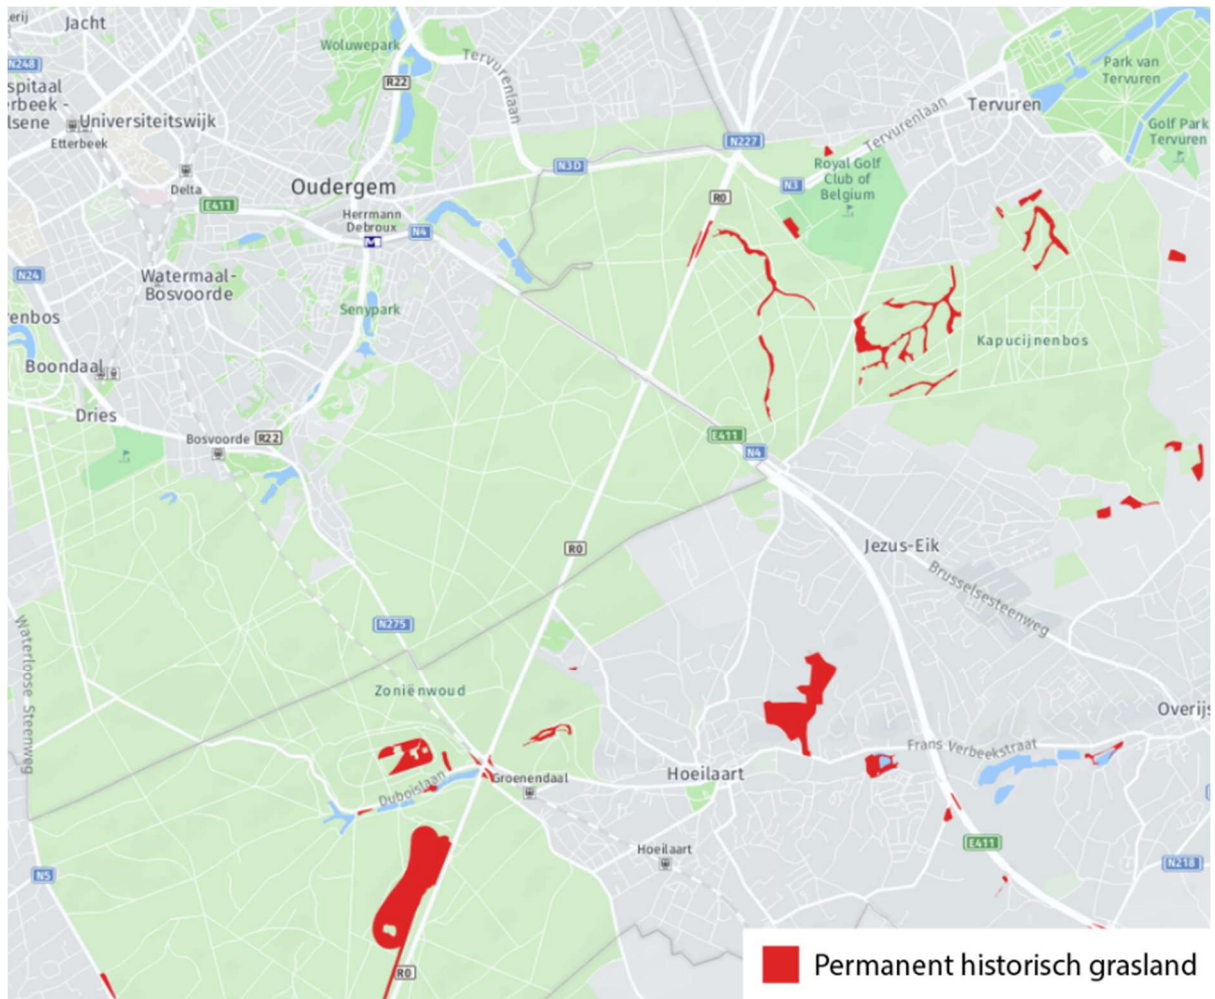 erij
Jacht
Woluwepark
Tervurenlaan
N248
R22
Park van
Tervuren
spitaal
erbeek -
lsene
Universiteitswijk
Etterbeek
Tervuren
Tervurenlaan
Golf Park
Tervuren
N227
N3D
N3
Royal Golf
Club of
Belgium
Delta
Oudergem
E411
R0
Herrmann
Debroux
M
N4
N24
Watermaal-
Bosvoorde
Senypark
renbos
Kapucijnenbos
Boondaal
Dries
Bosvoorde
R22
E411
N4
R0
Jezus-Eik
Brusselsesteenweg
N275
Waterloose Steenweg
Zoniënwoud
Overijs
Frans Verbeekstraat
Duboislaan
Groenendaal
Hoeilaart
E411
Hoeilaart
N218
N5
R0
Permanent historisch grasland